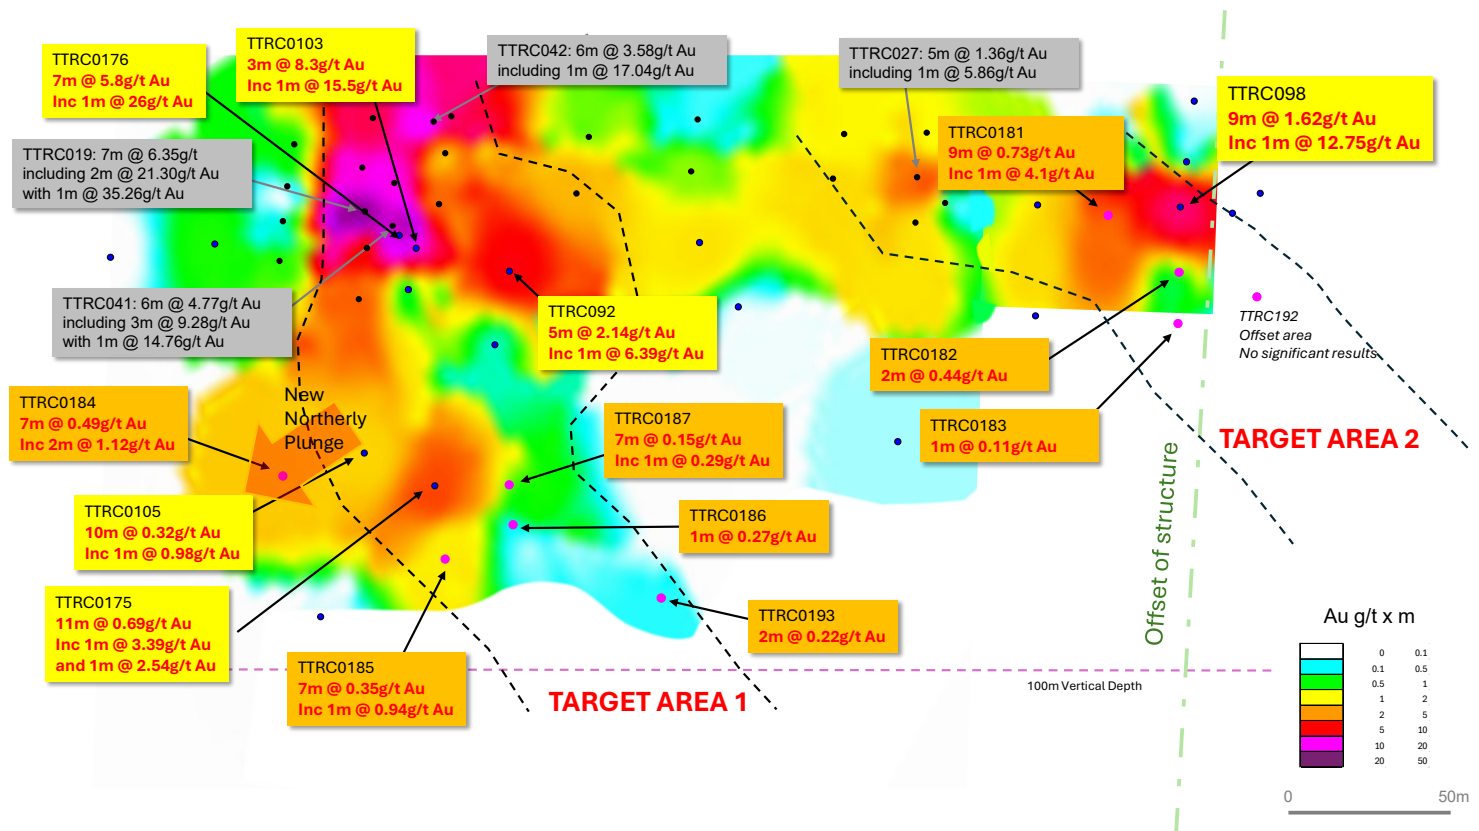 TTRC0176
7m @ 5.8g/t Au
Inc 1m @ 26g/t Au
TTRC0103
3m @ 8.3g/t Au
Inc 1m @ 15.5g/t Au
TTRC042: 6m @ 3.58g/t Au
including 1m @ 17.04g/t Au
TTRC027: 5m @ 1.36g/t Au
including 1m @ 5.86g/t Au
TTRC098
9m @ 1.62g/t Au
Inc 1m @ 12.75g/t Au
TTRC0181
9m @ 0.73g/t Au
Inc 1m @ 4.1g/t Au
TTRC019: 7m @ 6.35g/t
including 2m @ 21.30g/t Au
with 1m @ 35.26g/t Au
TTRC041: 6m @ 4.77g/t Au
including 3m @ 9.28g/t Au
with 1m @ 14.76g/t Au
TTRC092
5m @ 2.14g/t Au
Inc 1m @ 6.39g/t Au
TTRC192
Offset area
No significant results
TTRC0182
2m @ 0.44g/t Au
TTRC0184
7m @ 0.49g/t Au
Inc 2m @ 1.12g/t Au
New
Northerly
Plunge
TTRC0187
7m @ 0.15g/t Au
Inc 1m @ 0.29g/t Au
TTRC0183
1m @ 0.11g/t Au
TARGET AREA 2
TTRC0105
10m @ 0.32g/t Au
Inc 1m @ 0.98g/t Au
TTRC0186
1m @ 0.27g/t Au
Offset of structure
TTRC0175
11m @ 0.69g/t Au
Inc 1m @ 3.39g/t Au
and 1m @ 2.54g/t Au
TTRC0193
2m @ 0.22g/t Au
TTRC0185
7m @ 0.35g/t Au
Inc 1m @ 0.94g/t Au
TARGET AREA 1
100m Vertical Depth
Au g/t x m
0 0.1
0.1 0.5
0.5 1
1 2
2 5
5 10
10 20
20 50
0 50m